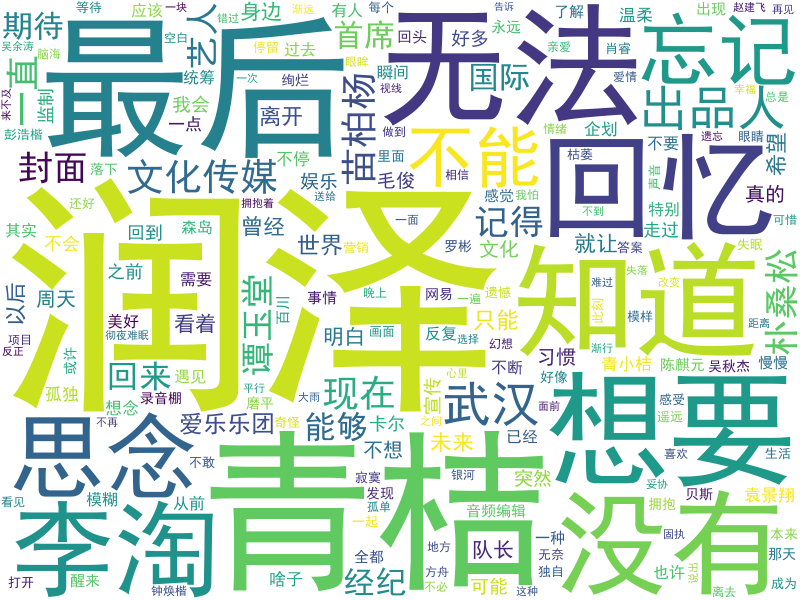 最后
无法
忘记
期待
一直
艺人
首席
国际
出品人
润泽
知道
回忆
不能
想要
思念
青桔
没有
李淘
封面
文化传媒
苗柏杨
记得
武汉
现在
谭玉堂
朴桑松
回来
能够
爱乐乐团
经纪
离开
等待
应该
身边
有人
每个
了解
温柔
出现
赵建飞
再见
告诉
渐远
一块
错过
空白
停留
过去
回头
好多
永远
亲爱
肖睿
爱情
幸福
总是
吴余涛
脑海
统筹
一次
绚烂
眼眸
瞬间
视线
来不及
监制
我会
一点
彭浩楷
做到
情绪
企划
不要
遗忘
眼睛
希望
落下
不停
里面
枯萎
声音
娱乐
毛俊
相信
感觉
我怕
特别
真的
还好
拥抱着
送给
不到
可惜
其实
不会
回到
森岛
曾经
世界
一面
营销
罗彬
文化
就让
答案
走过
失眠
之前
需要
百川
事情
晚上
网易
一遍
遗憾
难过
失落
改变
以后
周天
美好
看着
明白
画面
反复
选择
只能
此刻
模样
距离
项目
反正
彻夜难眠
幻想
渐行
或许
孤独
遇见
平行
心里
不断
习惯
青小桔
陈麒元
吴秋杰
慢慢
好像
想念
录音棚
磨平
大雨
宣传
面前
感受
遥远
不再
奇怪
卡尔
之间
未来
已经
喜欢
生活
不敢
不想
寂寞
银河
突然
妥协
贝斯
袁景翔
看见
模糊
从前
发现
孤单
音频编辑
拥抱
一起
一种
固执
本来
全都
地方
队长
无奈
那天
打开
醒来
啥子
方舟
独自
也许
说出
钟焕楷
不必
可能
这种
离去
成为